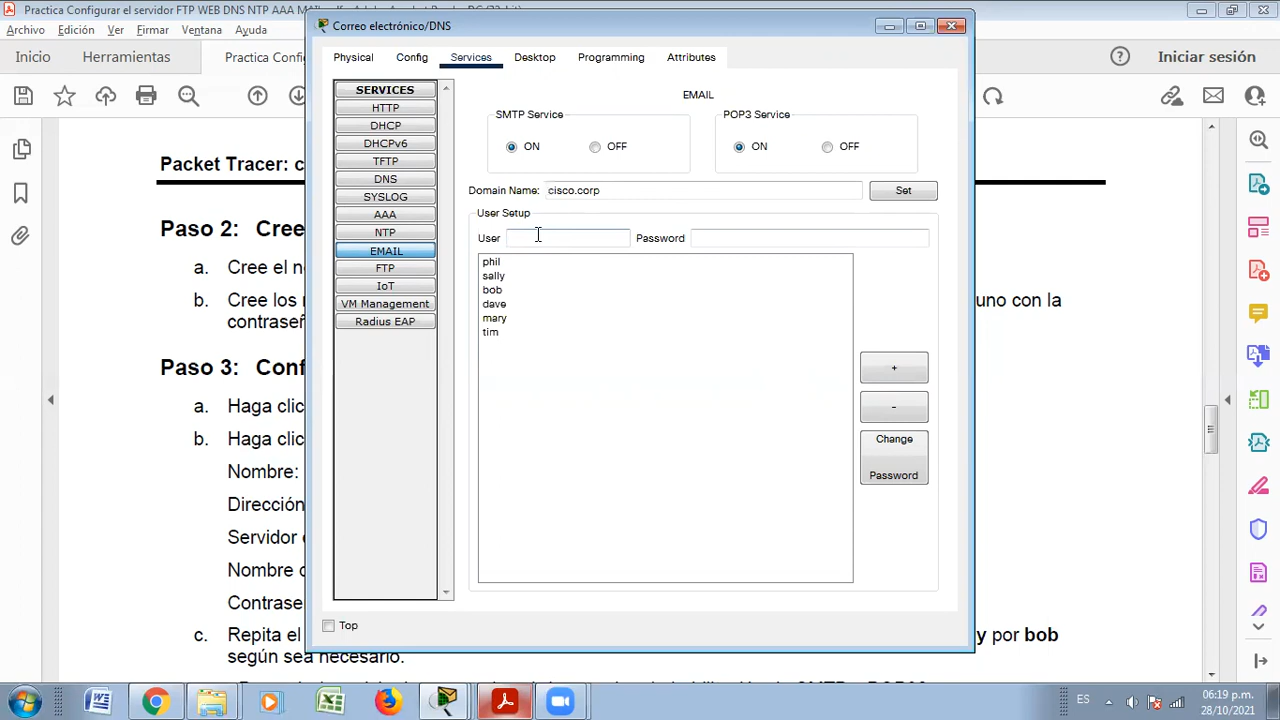 Practica Configurar el servidor FTP WEB DNS NTP AAA
Correo electrónico/DNS
Archivo Edición Ver Firmar Ventana Ayuda
Inicio Herramientas Practica Confi
Iniciar sesión
Physical Config Services Desktop Programming Attributes
SERVICES
HTTP
DHCP
DHCPv6
TFTP
DNS
SYSLOG
AAA
NTP
EMAIL
FTP
IoT
VM Management
Radius EAP
EMAIL
SMTP Service
ON OFF
POP3 Service
ON OFF
Domain Name: cisco.corp Set
User Setup
User Password
phil
sally
bob
dave
mary
tim
+
-
Change
Password
Top
Packet Tracer: c
Paso 2: Cree
a. Cree el n
b. Cree los
uno con la
contraseñ
Paso 3: Conf
a. Haga clic
b. Haga clic
Nombre:
Dirección
Servidor
Nombre
Contrase
c. Repita el
y por bob
según sea necesario.
ES
06:19 p.m.
28/10/2021